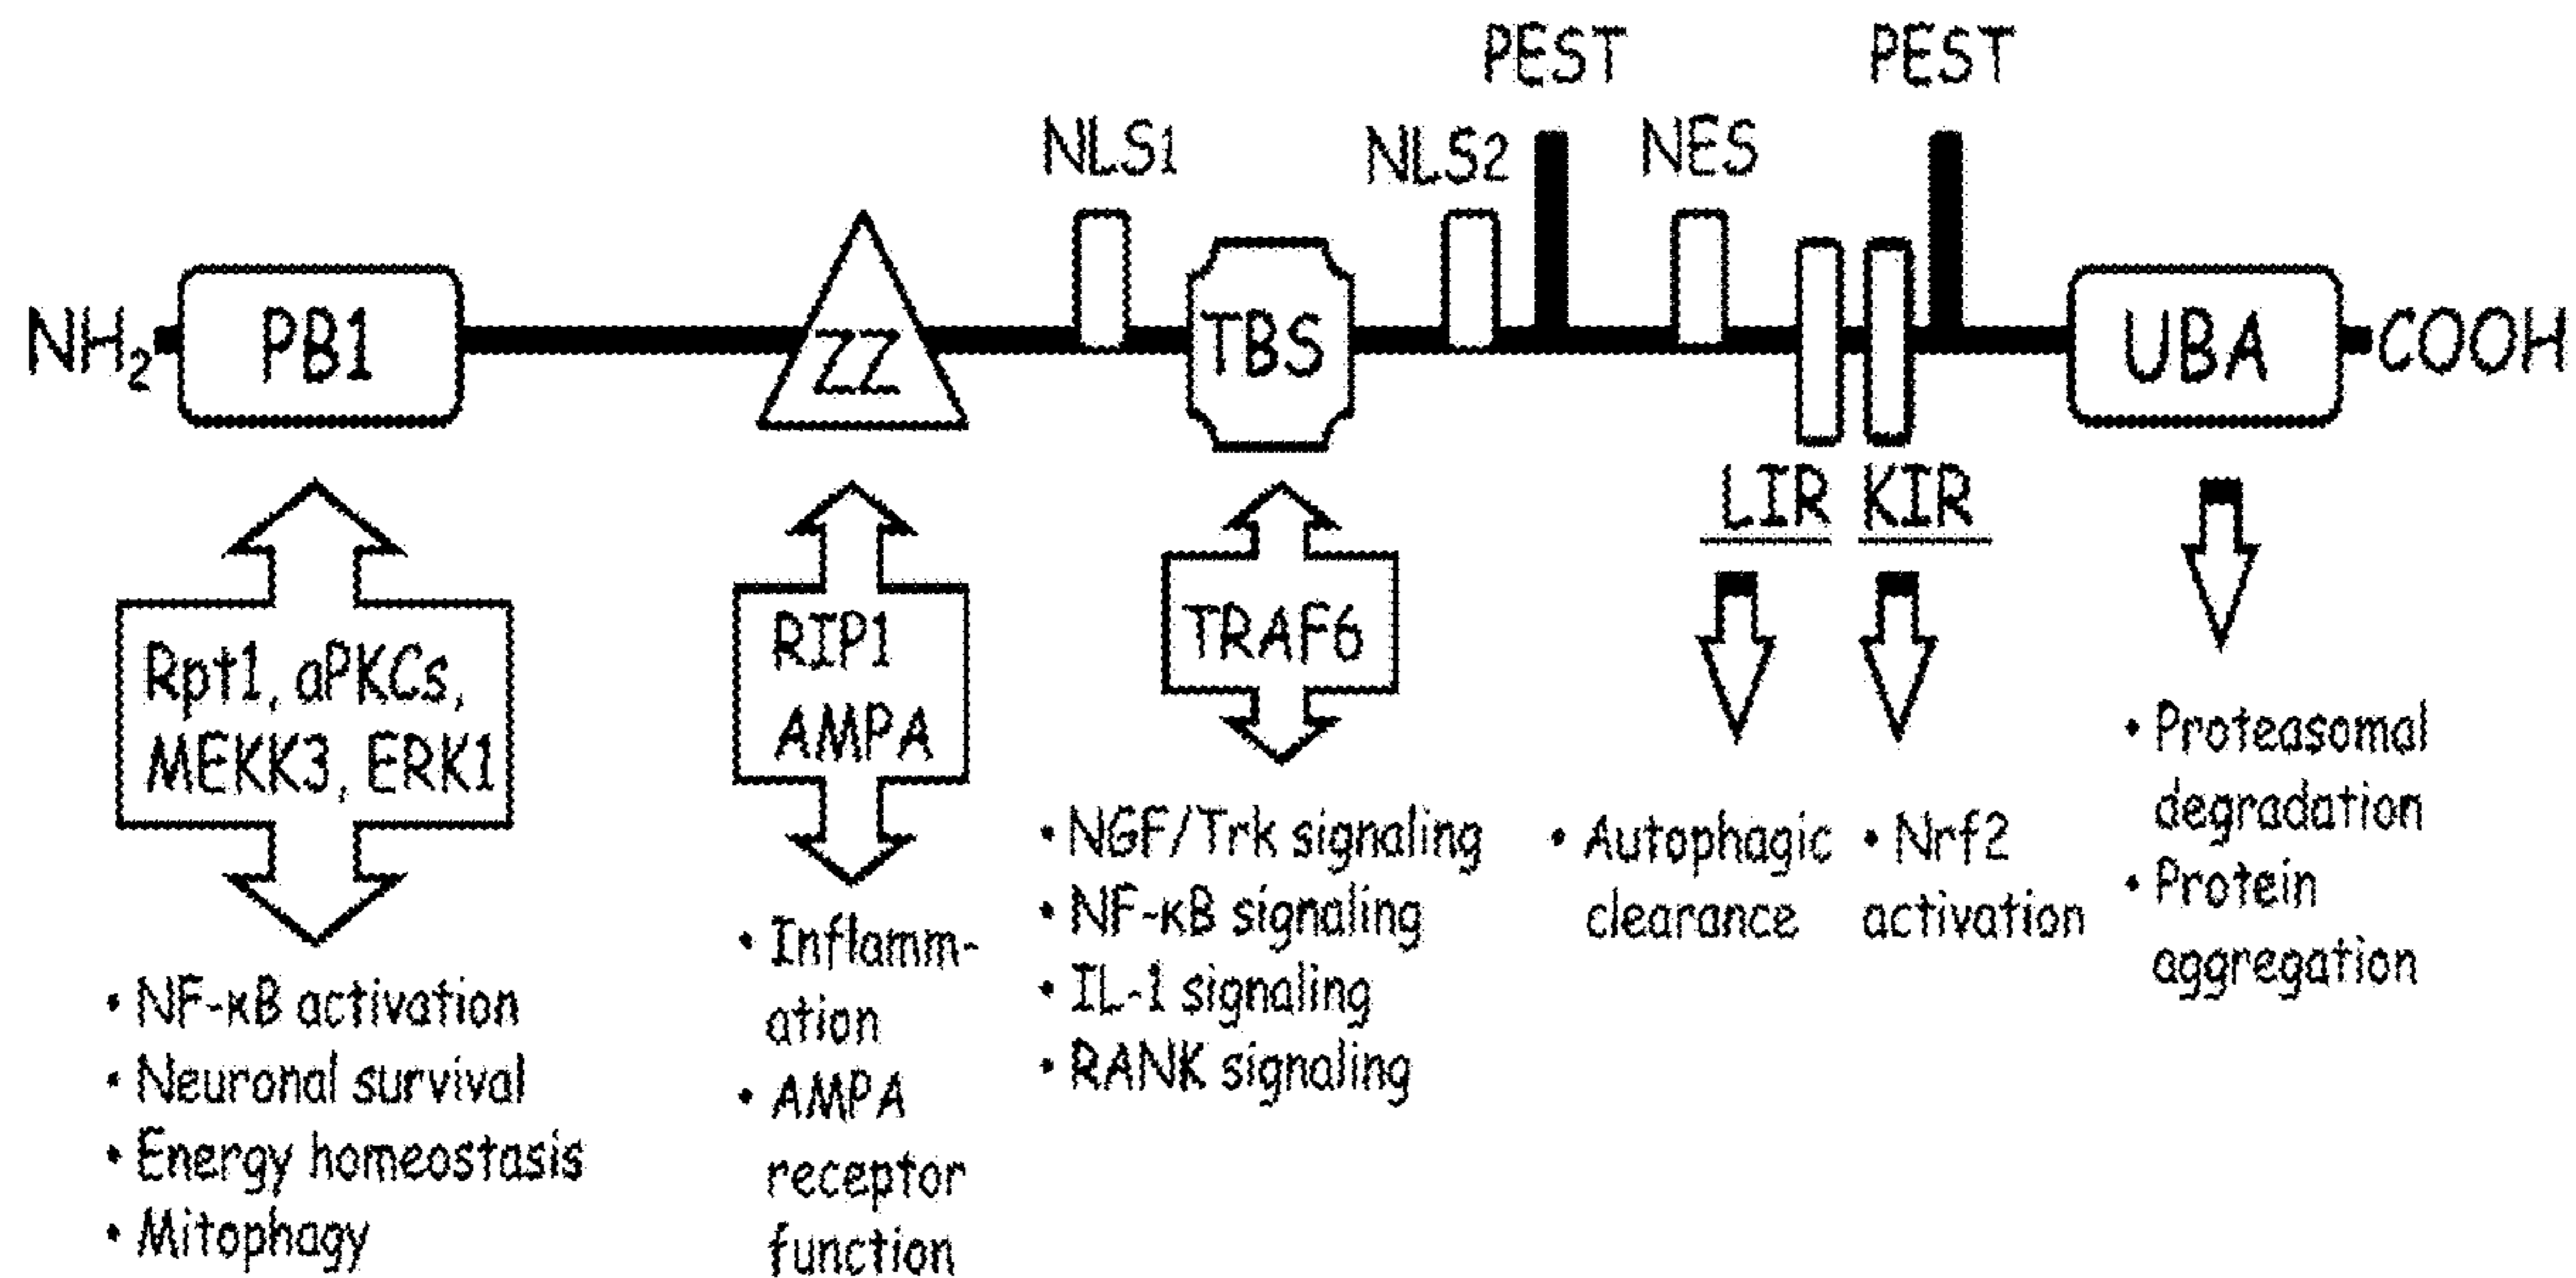 PEST
PEST
NLS1
NLS2
NES
NH2
PB1
ZZ
TBS
UBA
COOH
LIR
KIR
Rpt1, aPKCs,
MEKK3, ERK1
RIP1
AMPA
TRAF6
• NF-κB activation
• Neuronal survival
• Energy homeostasis
• Mitophagy
• Inflamm-
ation
• AMPA
receptor
function
• NGF/Trk signaling
• NF-κB signaling
• IL-1 signaling
• RANK signaling
• Autophagic
clearance
• Nrf2
activation
• Proteasomal
degradation
• Protein
aggregation